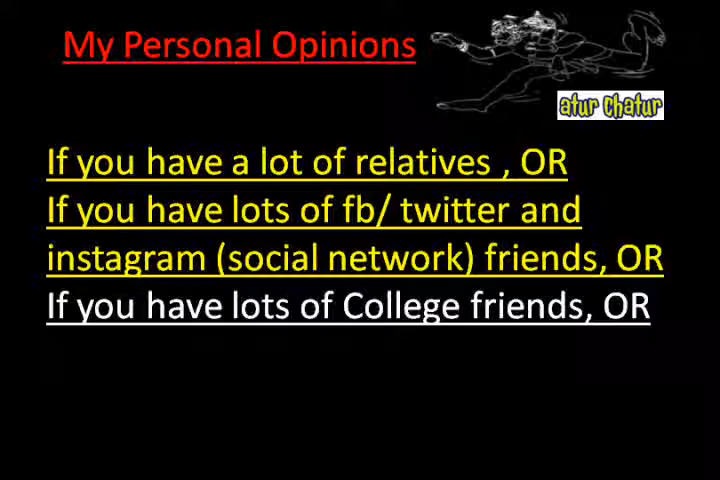 My Personal Opinions
atur chatur
If you have a lot of relatives , OR
If you have lots of fb/ twitter and
instagram (social network) friends, OR
If you have lots of College friends, OR